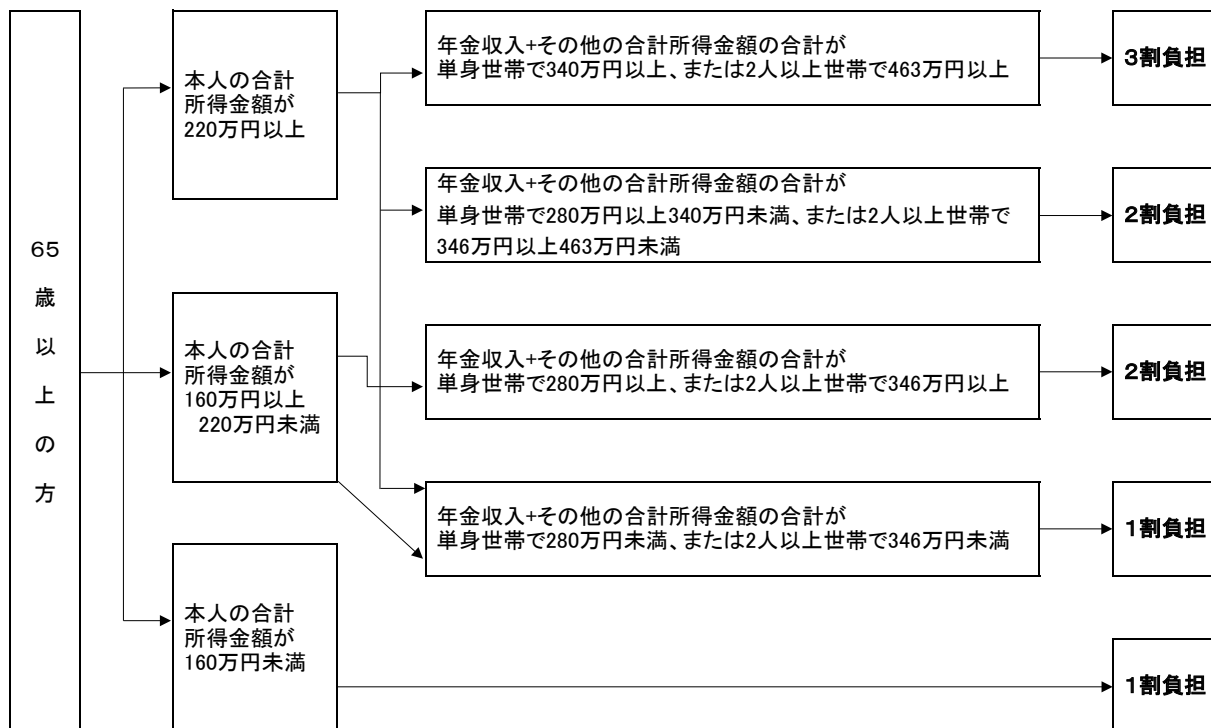 65
歳
以
上
の
方
本人の合計
所得金額が
220万円以上
年金収入+その他の合計所得金額の合計が
単身世帯で340万円以上、または2人以上世帯で463万円以上
3割負担
年金収入+その他の合計所得金額の合計が
単身世帯で280万円以上340万円未満、または2人以上世帯で
346万円以上463万円未満
2割負担
本人の合計
所得金額が
160万円以上
220万円未満
年金収入+その他の合計所得金額の合計が
単身世帯で280万円以上、または2人以上世帯で346万円以上
2割負担
年金収入+その他の合計所得金額の合計が
単身世帯で280万円未満、または2人以上世帯で346万円未満
1割負担
本人の合計
所得金額が
160万円未満
1割負担